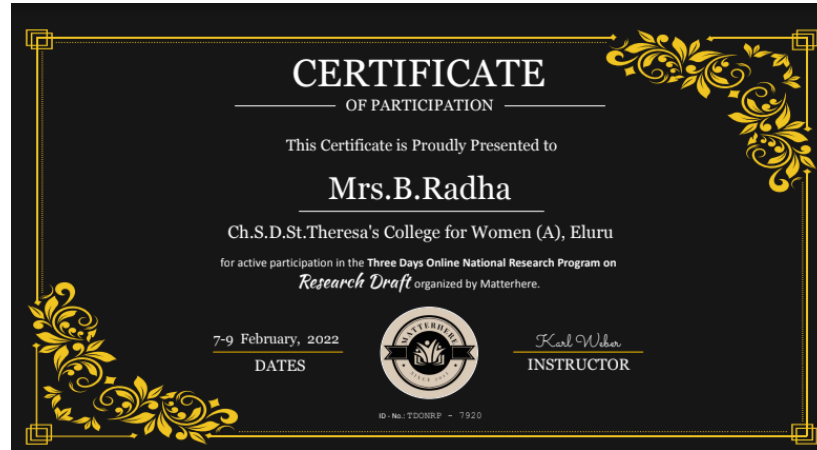 CERTIFICATE
OF PARTICIPATION
This Certificate is Proudly Presented to
Mrs.B.Radha
Ch.S.D.St.Theresa's College for Women (A), Eluru
for active participation in the Three Days Online National Research Program on
Research Draft organized by Matterhere.
7-9 February, 2022
DATES
MATTERHERE
Karl Weber
INSTRUCTOR
ID - No.: TDONRP - 7920